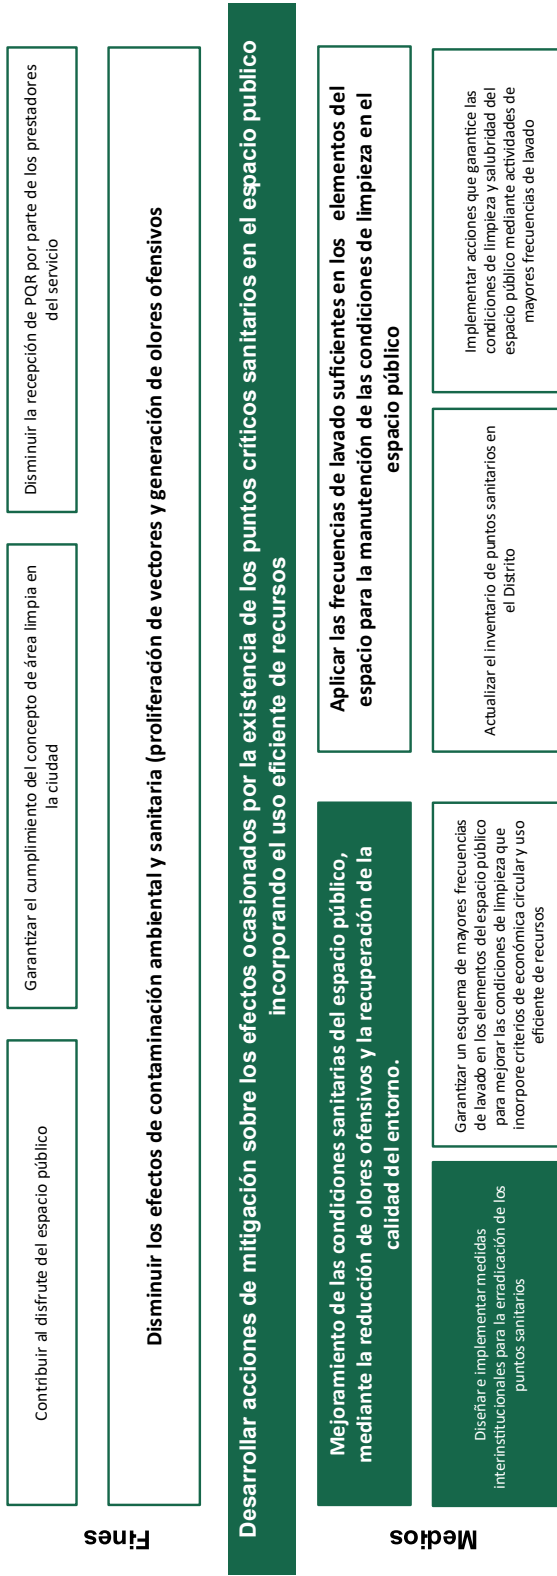 Fines
Contribuir al disfrute del espacio público
Garantizar el cumplimiento del concepto de área limpia en
la ciudad
Disminuir la recepción de PQR por parte de los prestadores
del servicio
Disminuir los efectos de contaminación ambiental y sanitaria (proliferación de vectores y generación de olores ofensivos
Desarrollar acciones de mitigación sobre los efectos ocasionados por la existencia de los puntos críticos sanitarios en el espacio publico
incorporando el uso eficiente de recursos
Medios
Mejoramiento de las condiciones sanitarias del espacio público,
mediante la reducción de olores ofensivos y la recuperación de la
calidad del entorno.
Aplicar las frecuencias de lavado suficientes en los elementos del
espacio para la manutención de las condiciones de limpieza en el
espacio público
Diseñar e implementar medidas
interinstitucionales para la erradicación de los
puntos sanitarios
Garantizar un esquema de mayores frecuencias
de lavado en los elementos del espacio público
para mejorar las condiciones de limpieza que
incorpore criterios de económica circular y uso
eficiente de recursos
Actualizar el inventario de puntos sanitarios en
el Distrito
Implementar acciones que garantice las
condiciones de limpieza y salubridad del
espacio público mediante actividades de
mayores frecuencias de lavado